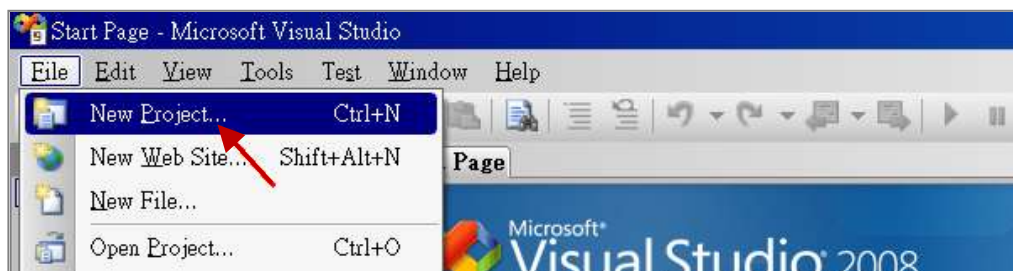 Start Page - Microsoft Visual Studio
File Edit View Tools Test Window Help
New Project... Ctrl+N
New Web Site... Shift+Alt+N
Page
New File...
Open Project... Ctrl+O
Microsoft®
Visual Studio 2008